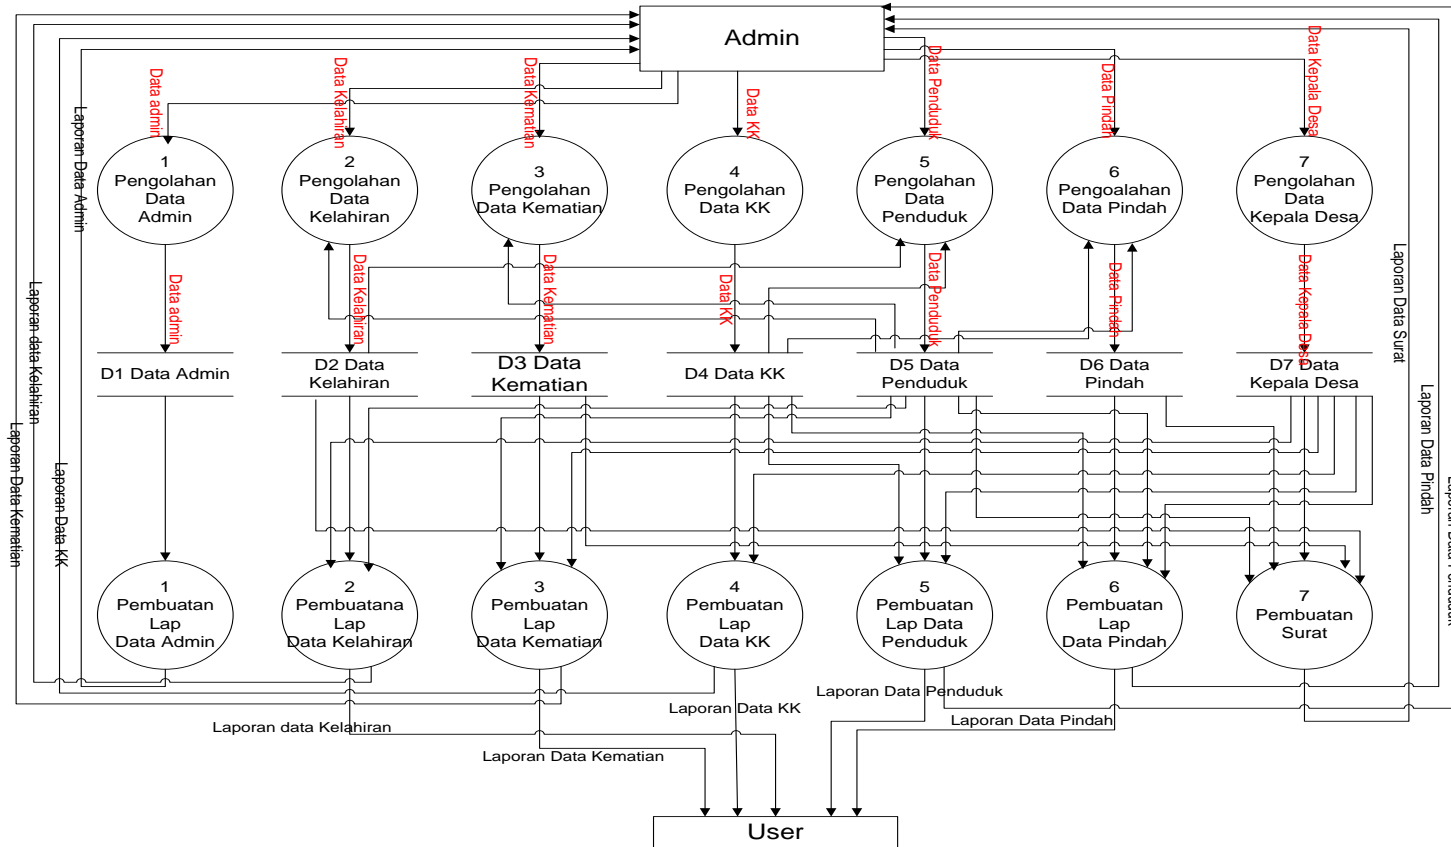 Admin
Data admin
Data Kelahiran
Data Kematian
Data KK
Data Penduduk
Data Pindah
Data Kepala Desa
Laporan Data Admin
1
Pengolahan
Data
Admin
2
Pengolahan
Data
Kelahiran
3
Pengolahan
Data Kematian
4
Pengolahan
Data KK
5
Pengolahan
Data
Penduduk
6
Pengoalahan
Data Pindah
7
Pengolahan
Data
Kepala Desa
Data admin
Data Kelahiran
Data Kematian
Data KK
Data Penduduk
Data Pindah
Data Kepala Desa
Laporan Data Surat
Laporan data Kelahiran
D1 Data Admin
D2 Data
Kelahiran
D3 Data
Kematian
D4 Data KK
D5 Data
Penduduk
D6 Data
Pindah
D7 Data
Kepala Desa
Laporan Data Kematian
Laporan Data KK
Laporan Data Pindah
Laporan Data Penduduk
1
Pembuatan
Lap
Data Admin
2
Pembuatana
Lap
Data Kelahiran
3
Pembuatan
Lap
Data Kematian
4
Pembuatan
Lap
Data KK
5
Pembuatan
Lap Data
Penduduk
6
Pembuatan
Lap
Data Pindah
7
Pembuatan
Surat
Laporan data Kelahiran
Laporan Data Kematian
Laporan Data KK
Laporan Data Penduduk
Laporan Data Pindah
User